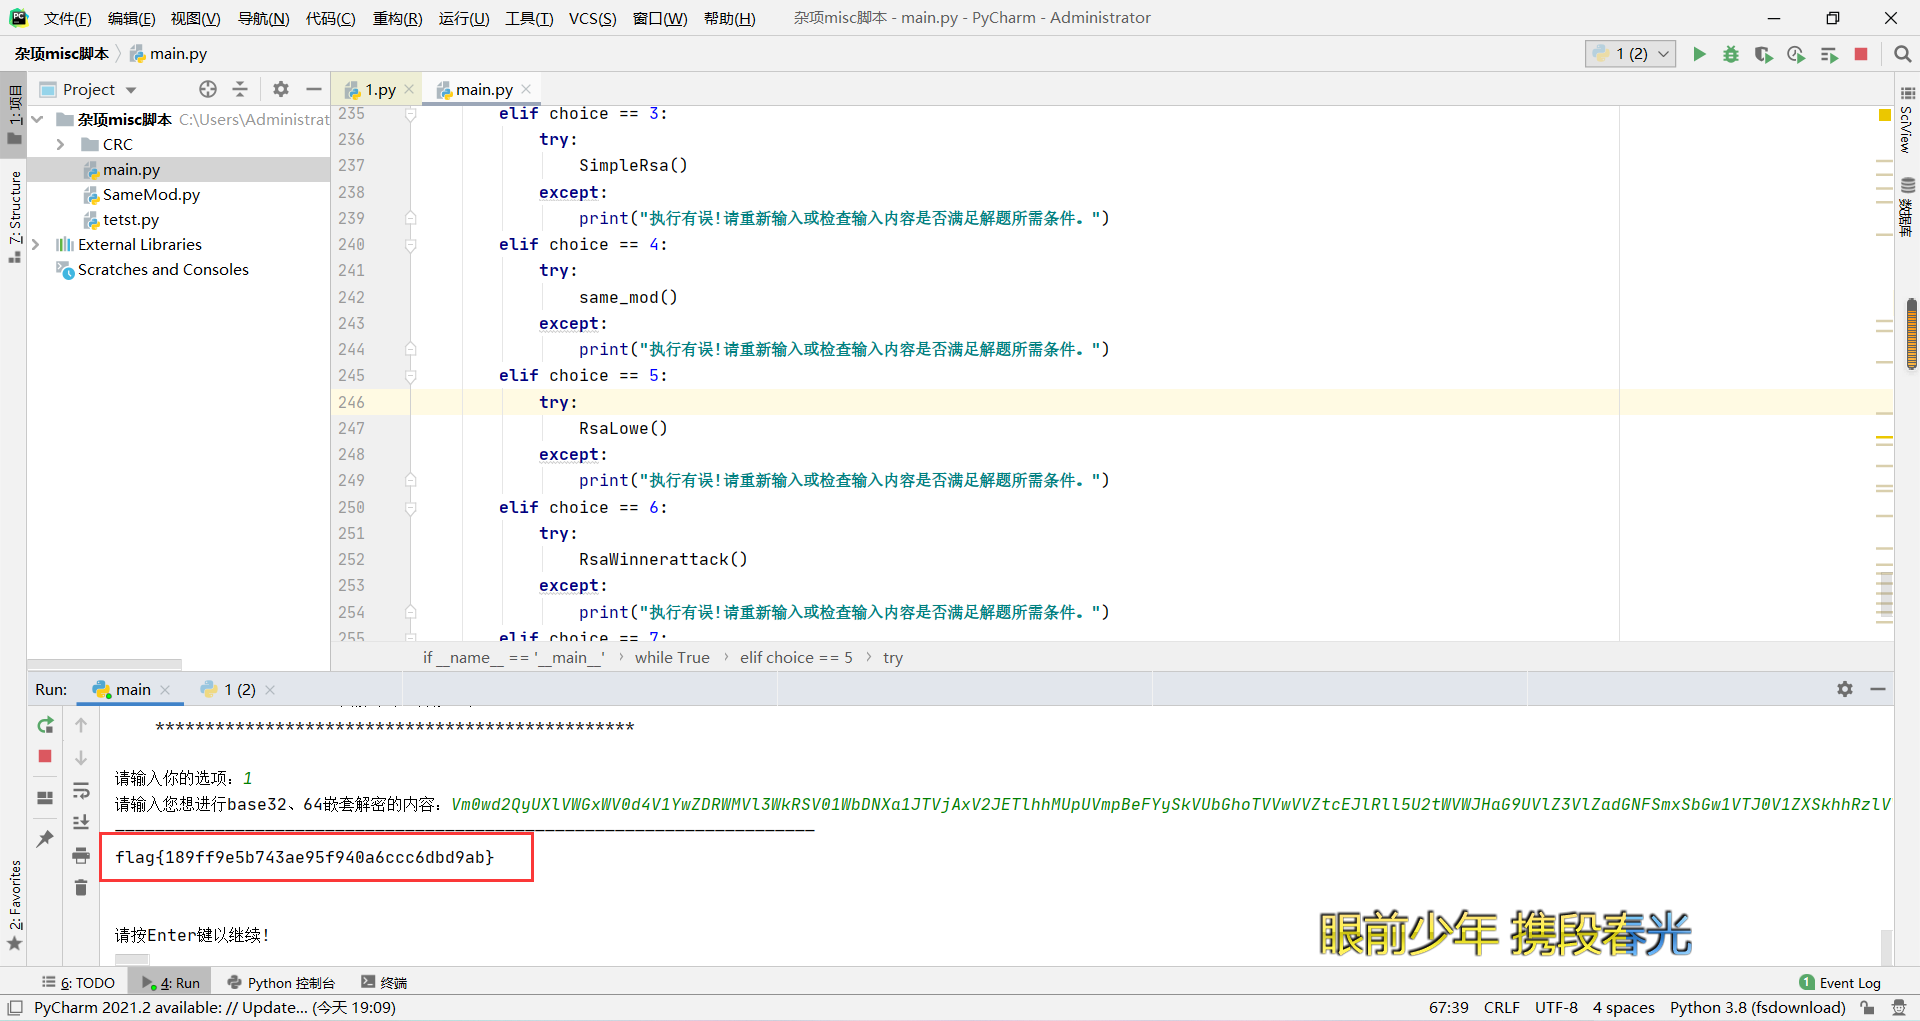 文件(F) 编辑(E) 视图(V) 导航(N) 代码(C) 重构(R) 运行(U) 工具(T) VCS(S) 窗口(W) 帮助(H) 杂项misc脚本 - main.py - PyCharm - Administrator
杂项misc脚本 main.py
1 (2)
1: 项目
Project
1.py
main.py
杂项misc脚本 C:\Users\Administrat
CRC
main.py
SameMod.py
tetst.py
External Libraries
Scratches and Consoles
7: Structure
2: Favorites
SciView
数据库
235 elif choice == 3:
236 try:
237 SimpleRsa()
238 except:
239 print("执行有误!请重新输入或检查输入内容是否满足解题所需条件。")
240 elif choice == 4:
241 try:
242 same_mod()
243 except:
244 print("执行有误!请重新输入或检查输入内容是否满足解题所需条件。")
245 elif choice == 5:
246 try:
247 RsaLowe()
248 except:
249 print("执行有误!请重新输入或检查输入内容是否满足解题所需条件。")
250 elif choice == 6:
251 try:
252 RsaWinnerattack()
253 except:
254 print("执行有误!请重新输入或检查输入内容是否满足解题所需条件。")
255 elif choice == 7:
if __name__ == '__main__' › while True › elif choice == 5 › try
Run: main 1 (2)
************************************************
请输入你的选项：1
请输入您想进行base32、64嵌套解密的内容：
----------------------------------------------------------------------
flag{189ff9e5b743ae95f940a6ccc6dbd9ab}
请按Enter键以继续!
眼前少年 携段春光
6: TODO 4: Run Python 控制台 终端 1 Event Log
PyCharm 2021.2 available: // Update... (今天 19:09) 67:39 CRLF UTF-8 4 spaces Python 3.8 (fsdownload)